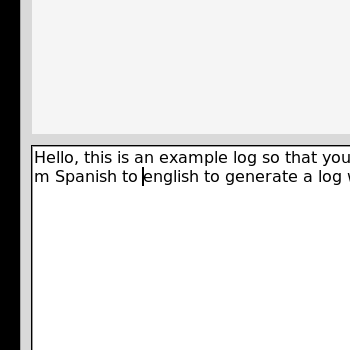 Hello, this is an example log so that you
m Spanish to english to generate a log